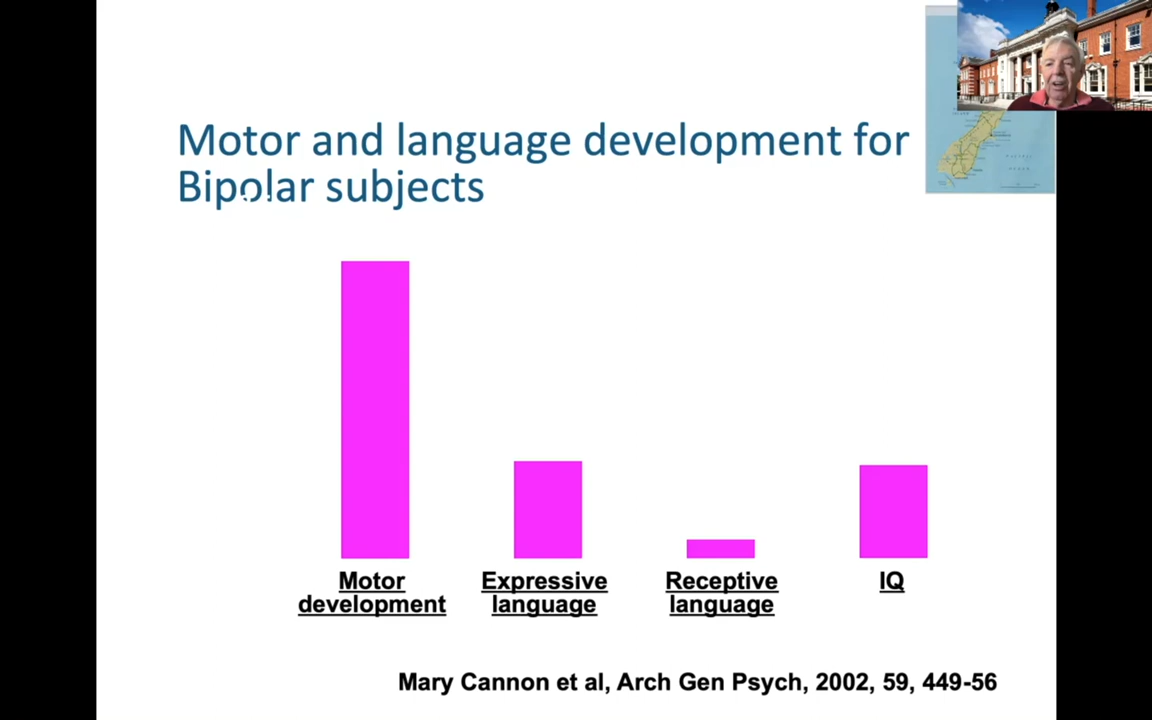 Motor and language development for
Bipolar subjects
Motor
development
Expressive
language
Receptive
language
IQ
Mary Cannon et al, Arch Gen Psych, 2002, 59, 449-56